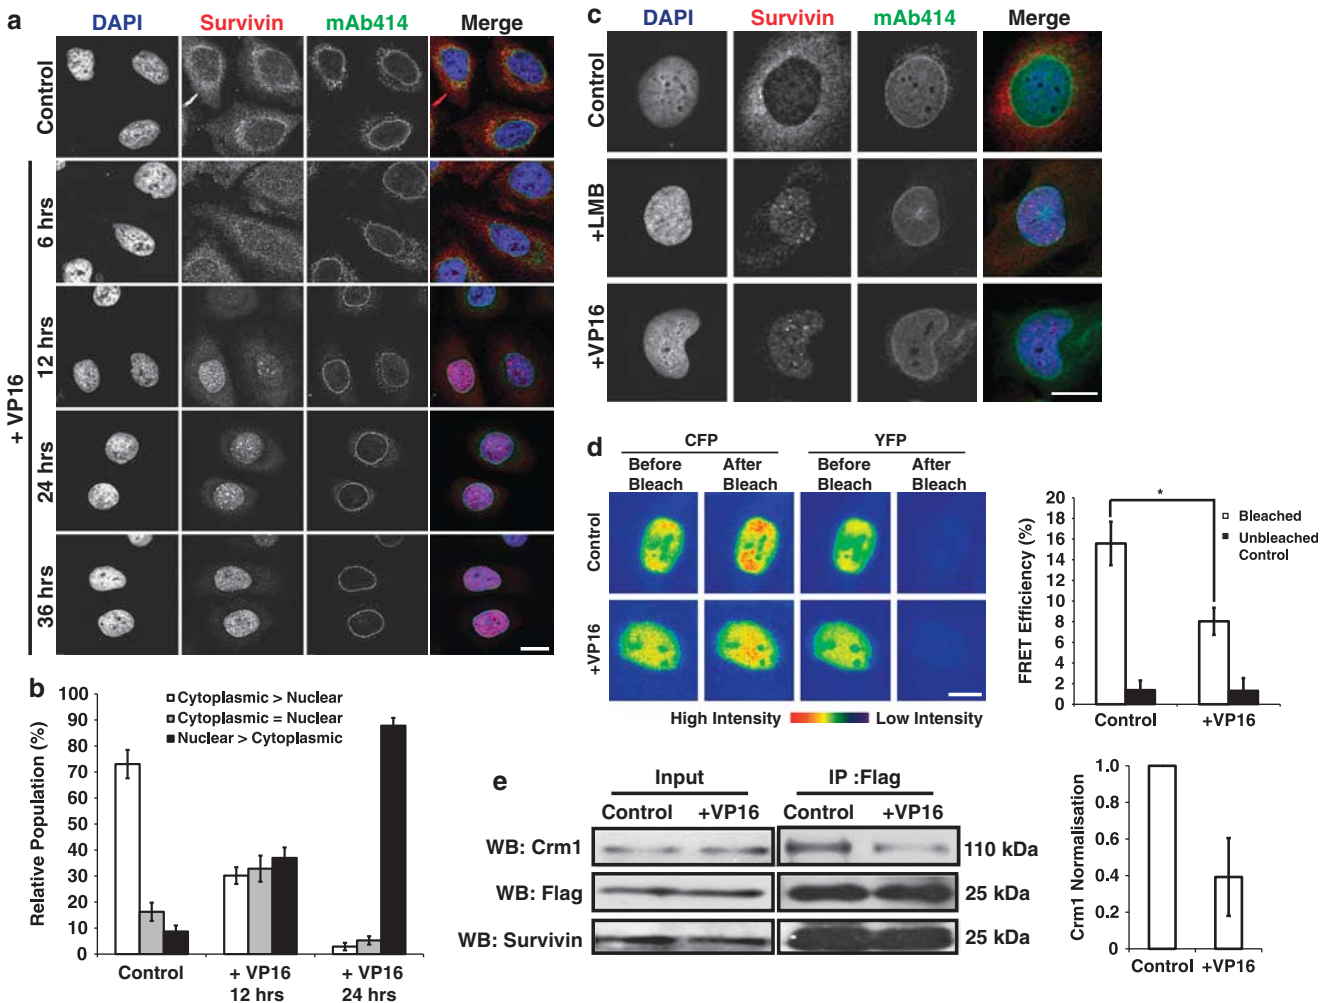 a
DAPI Survivin mAb414 Merge
Control
+ VP16
6 hrs
12 hrs
24 hrs
36 hrs
b
Relative Population (%)
100
90
80
70
60
50
40
30
20
10
0
Cytoplasmic > Nuclear
Cytoplasmic = Nuclear
Nuclear > Cytoplasmic
Control
+ VP16
12 hrs
+ VP16
24 hrs
c
DAPI Survivin mAb414 Merge
Control
+LMB
+VP16
d
CFP YFP
Before Bleach
After Bleach
Before Bleach
After Bleach
Control
+VP16
High Intensity Low Intensity
FRET Efficiency (%)
20
18
16
14
12
10
8
6
4
2
0
*
Bleached
Unbleached
Control
Control +VP16
e
Input IP :Flag
Control +VP16 Control +VP16
WB: Crm1 110 kDa
WB: Flag 25 kDa
WB: Survivin 25 kDa
Crm1 Normalisation
1.0
0.8
0.6
0.4
0.2
0
Control +VP16